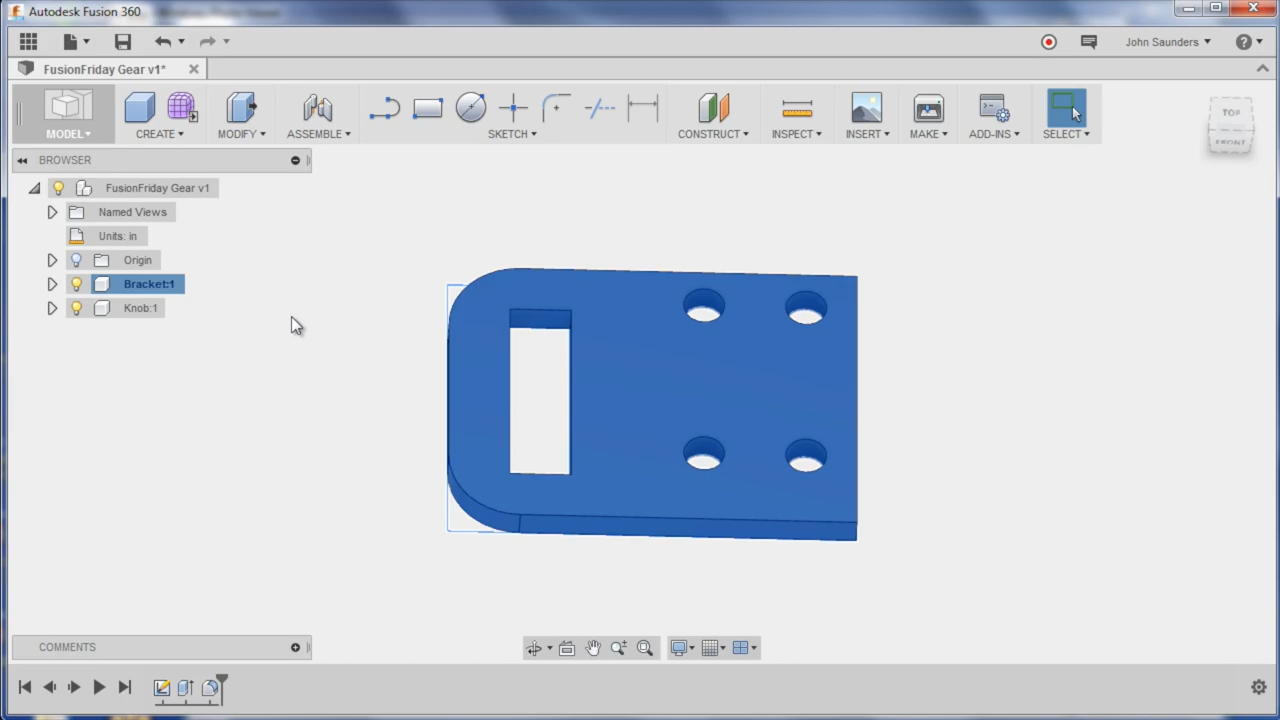 Autodesk Fusion 360
John Saunders
FusionFriday Gear v1*
MODEL
CREATE
MODIFY
ASSEMBLE
SKETCH
CONSTRUCT
INSPECT
INSERT
MAKE
ADD-INS
SELECT
TOP
FRONT
BROWSER
FusionFriday Gear v1
Named Views
Units: in
Origin
Bracket:1
Knob:1
COMMENTS